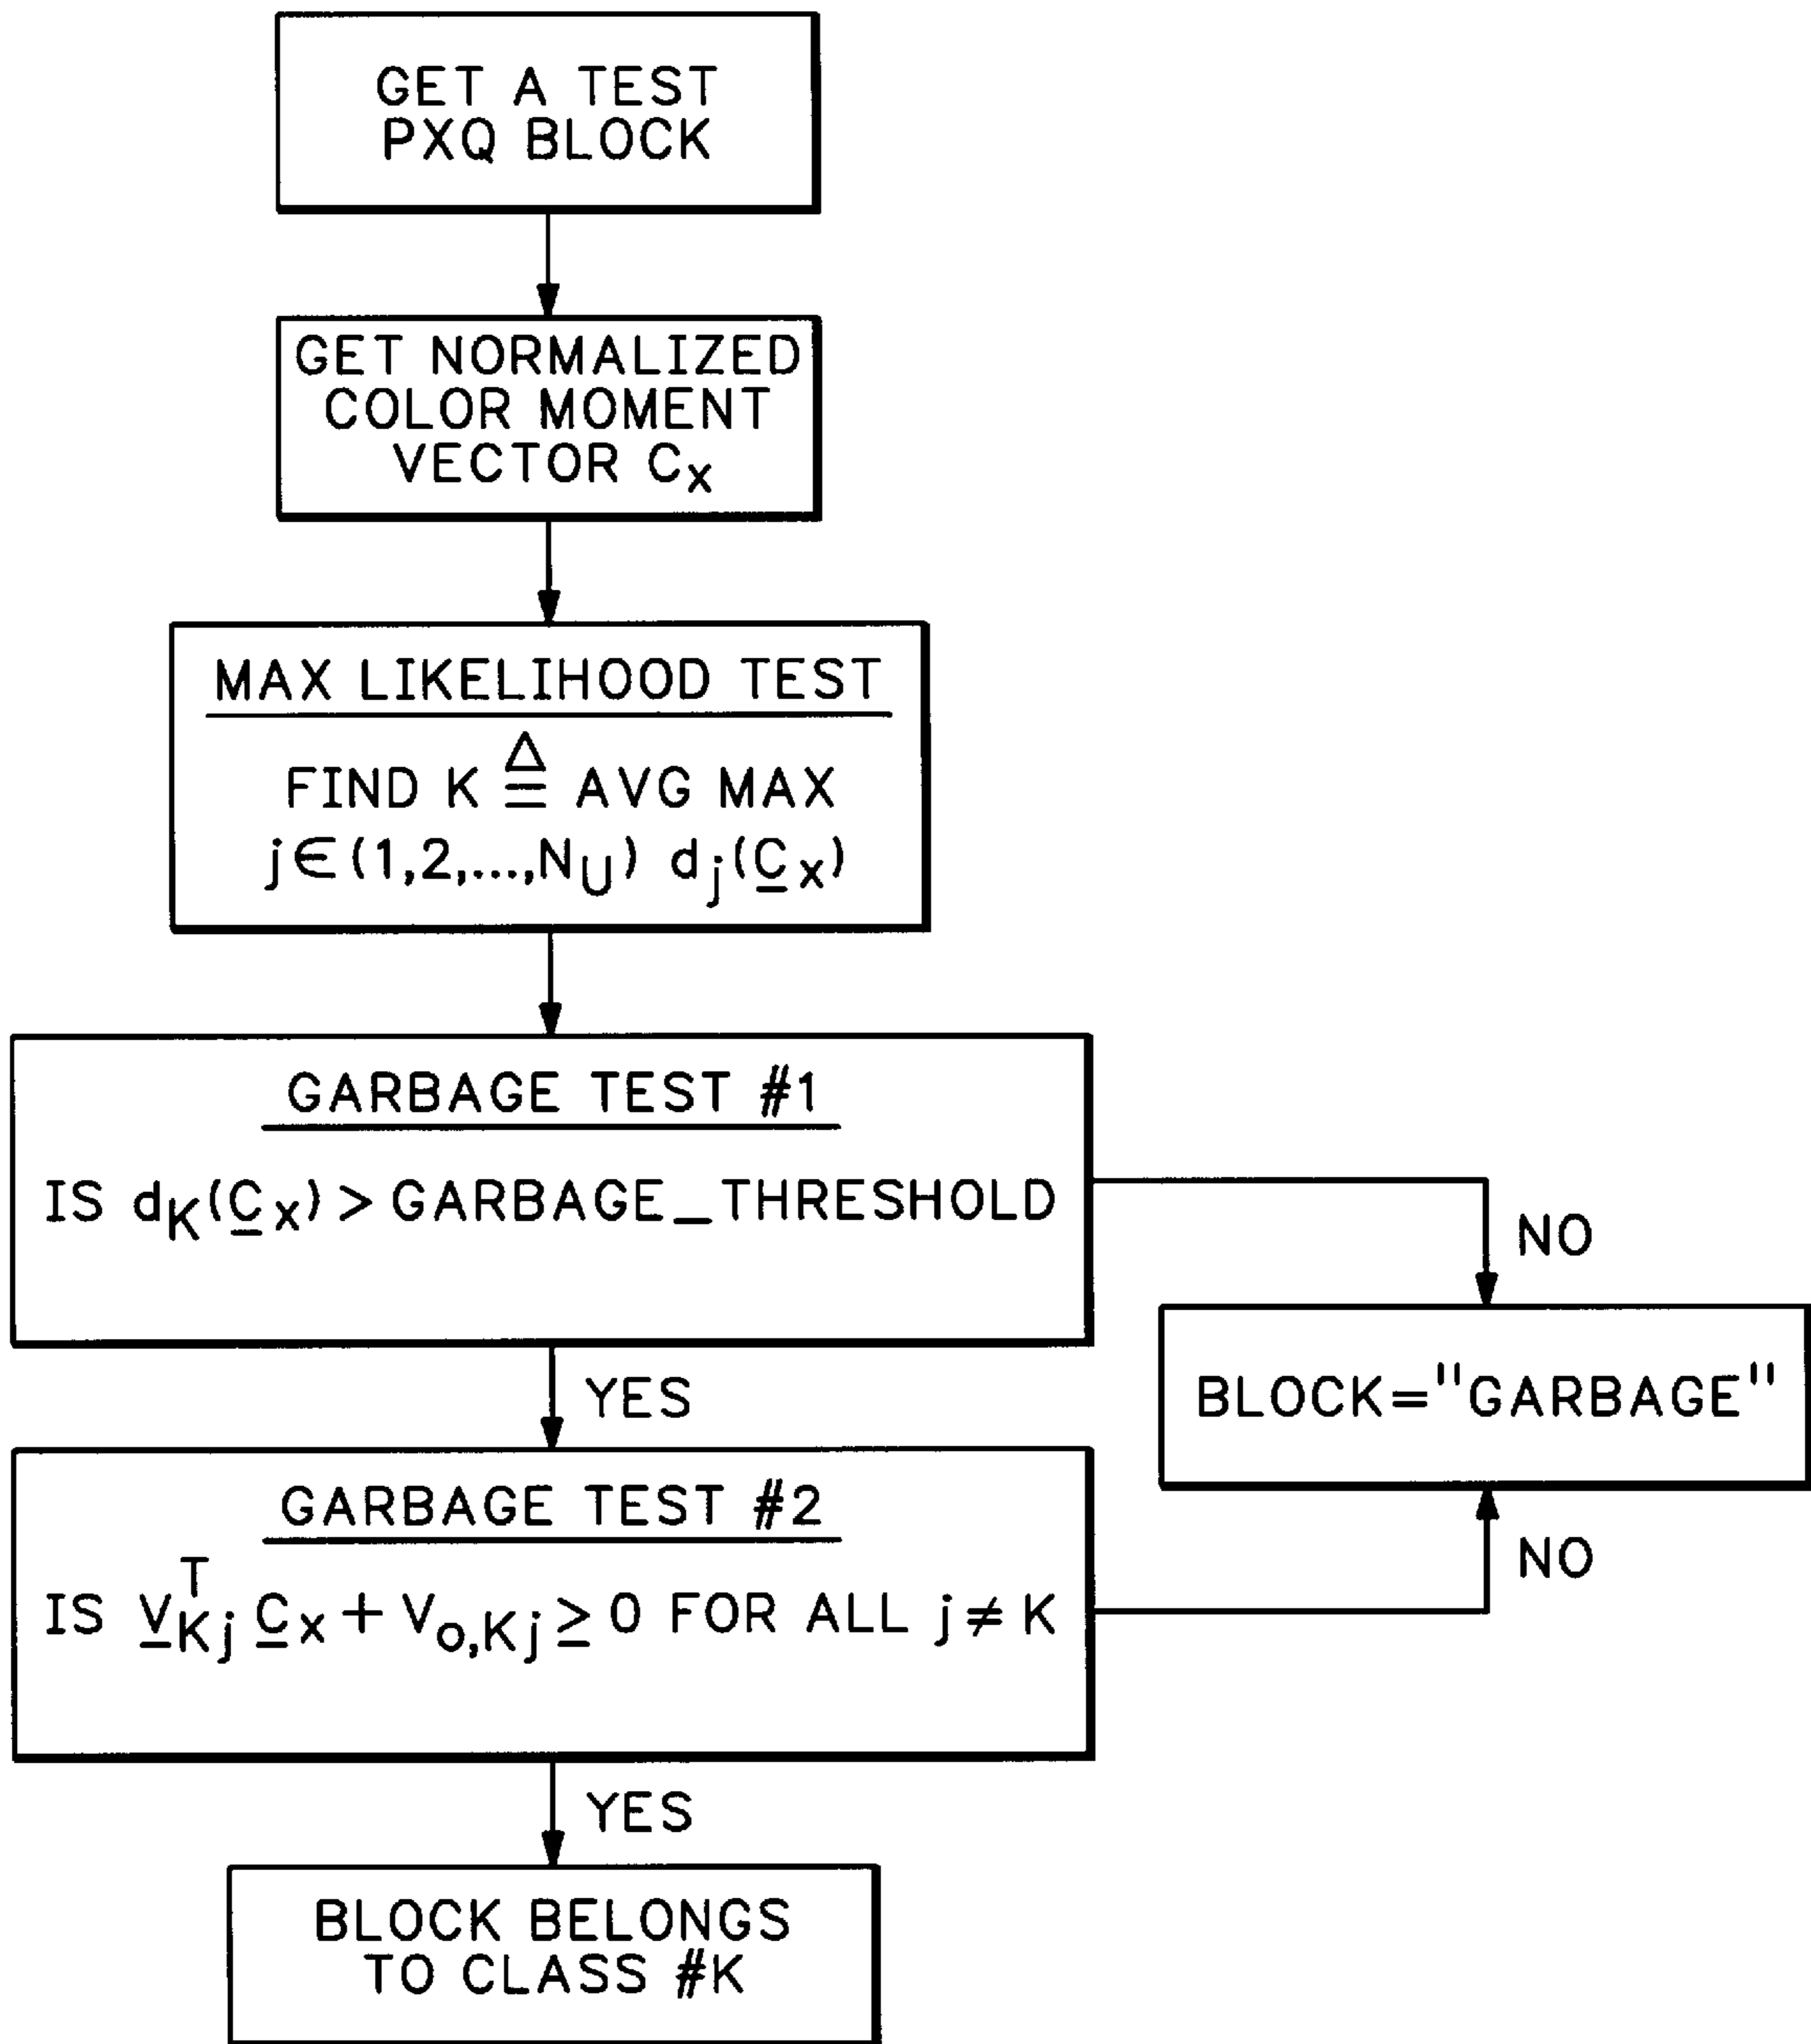 GET A TEST
PXQ BLOCK
GET NORMALIZED
COLOR MOMENT
VECTOR Cx
MAX LIKELIHOOD TEST
FIND K ≜ AVG MAX
j∈(1,2,...,NU) dj(Cx)
GARBAGE TEST #1
IS dK(Cx) > GARBAGE_THRESHOLD
NO
BLOCK="GARBAGE"
YES
GARBAGE TEST #2
IS V^T_Kj Cx + Vo,Kj ≥ 0 FOR ALL j ≠ K
NO
YES
BLOCK BELONGS
TO CLASS #K